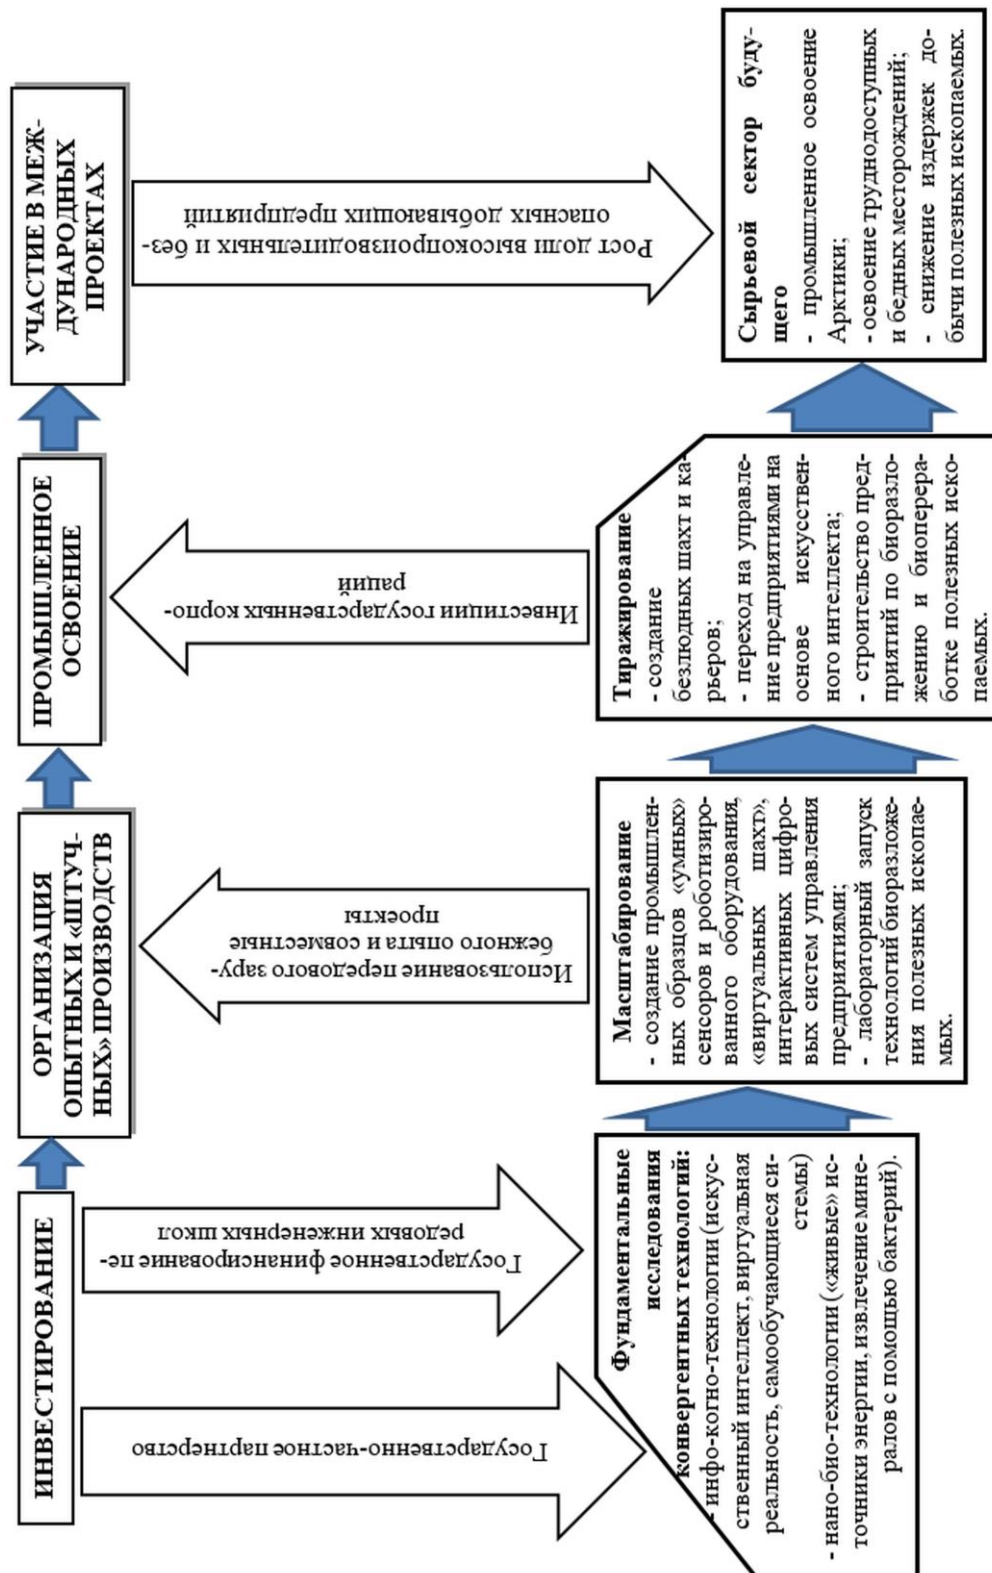 ИНВЕСТИРОВАНИЕ
ОРГАНИЗАЦИЯ
ОПЫТНЫХ И «ШТУЧ-
НЫХ» ПРОИЗВОДСТВ
ПРОМЫШЛЕННОЕ
ОСВОЕНИЕ
УЧАСТИЕ В МЕЖ-
ДУНАРОДНЫХ
ПРОЕКТАХ
Государственно-частное партнерство
Государственное финансирование пе-
редовых инженерных школ
Использование передового зару-
бежного опыта и совместные
проекты
Инвестиции государственных корпо-
раций
Рост доли высокопроизводительных и без-
опасных добывающих предприятий
Фундаментальные
исследования
конвергентных технологий:
- инфо-когно-технологии (искус-
ственный интеллект, виртуальная
реальность, самообучающиеся си-
стемы)
- нано-био-технологии («живые» ис-
точники энергии, извлечение мине-
ралов с помощью бактерий).
Масштабирование
- создание промышлен-
ных образцов «умных»
сенсоров и роботизиро-
ванного оборудования,
«виртуальных шахт»,
интерактивных цифро-
вых систем управления
предприятиями;
- лабораторный запуск
технологий биоразложе-
ния полезных ископае-
мых.
Тиражирование
- создание
безлюдных шахт и ка-
рьеров;
- переход на управле-
ние предприятиями на
основе искусствен-
ного интеллекта;
- строительство пред-
приятий по биоразло-
жению и биоперера-
ботке полезных иско-
паемых.
Сырьевой сектор буду-
щего
- промышленное освоение
Арктики;
- освоение труднодоступных
и бедных месторождений;
- снижение издержек до-
бычи полезных ископаемых.